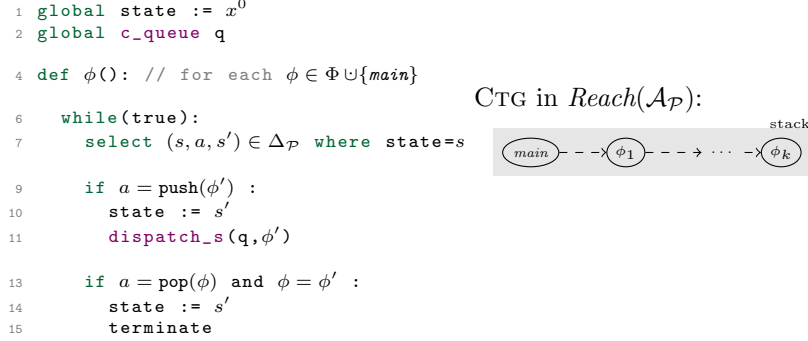 1 global state := x⁰
2 global c_queue q
4 def ϕ(): // for each ϕ ∈ Φ ⊎ {main}
6 while(true):
7 select (s, a, s′) ∈ Δ_𝒫 where state=s
9 if a = push(ϕ′) :
10 state := s′
11 dispatch_s(q,ϕ′)
13 if a = pop(ϕ) and ϕ = ϕ′ :
14 state := s′
15 terminate
CTG in Reach(𝒜_𝒫):
stack
main ϕ₁ ··· ϕₖ